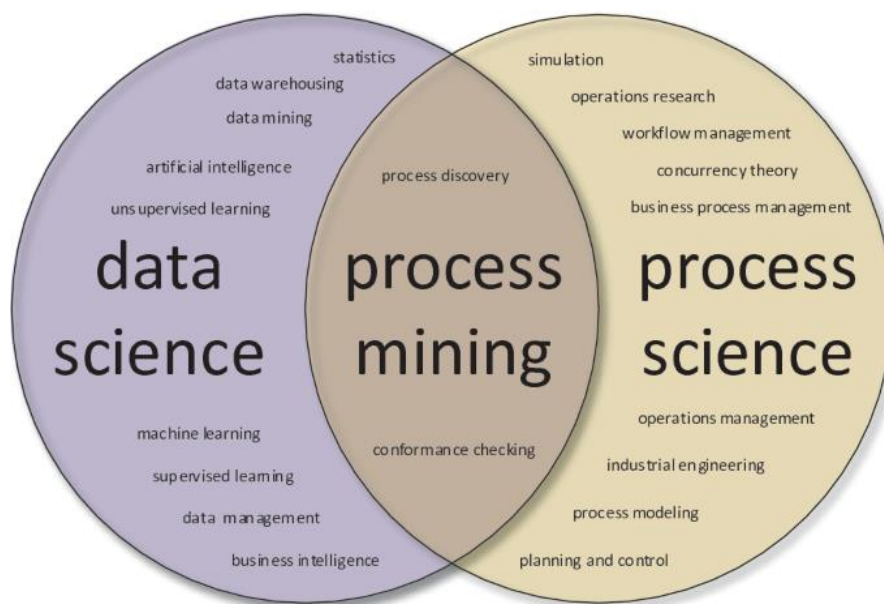 statistics
data warehousing
data mining
artificial intelligence
unsupervised learning
data
science
machine learning
supervised learning
data management
business intelligence
process discovery
process
mining
conformance checking
simulation
operations research
workflow management
concurrency theory
business process management
process
science
operations management
industrial engineering
process modeling
planning and control